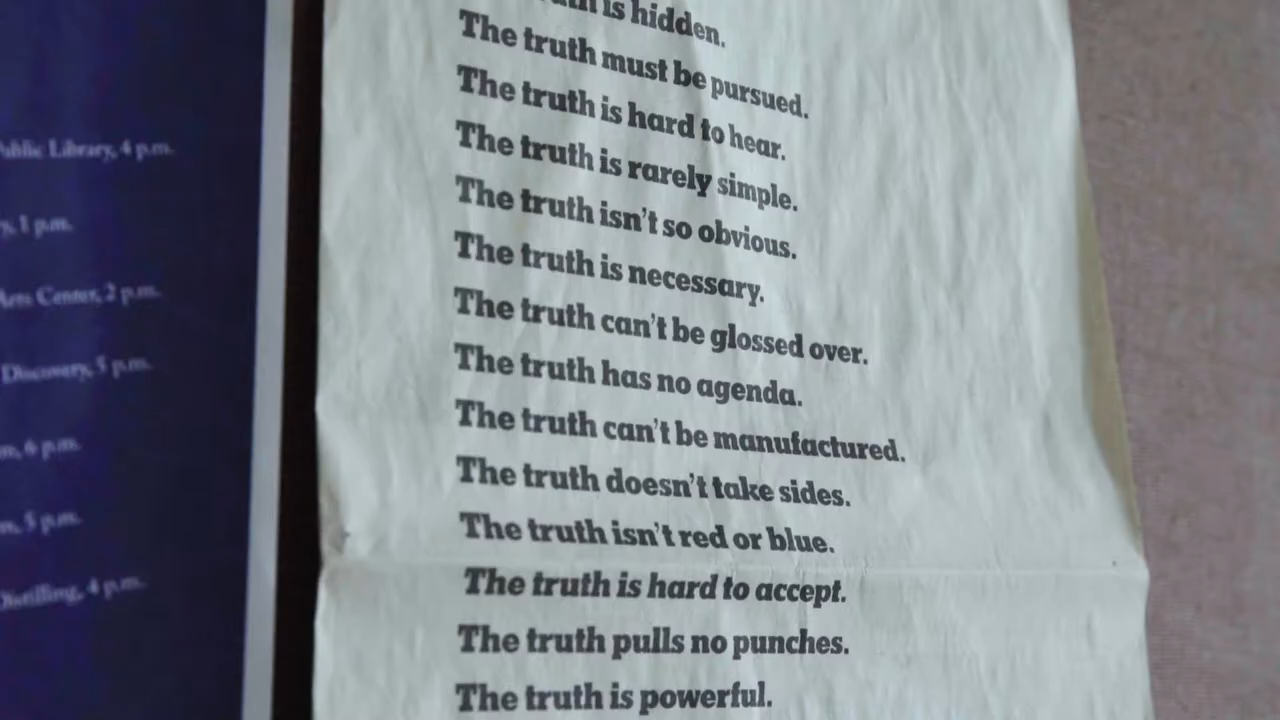 Public Library, 4 p.m.
1 p.m.
Arts Center, 2 p.m.
Discovery, 5 p.m.
6 p.m.
5 p.m.
Distilling, 4 p.m.
is hidden.
The truth must be pursued.
The truth is hard to hear.
The truth is rarely simple.
The truth isn't so obvious.
The truth is necessary.
The truth can't be glossed over.
The truth has no agenda.
The truth can't be manufactured.
The truth doesn't take sides.
The truth isn't red or blue.
The truth is hard to accept.
The truth pulls no punches.
The truth is powerful.